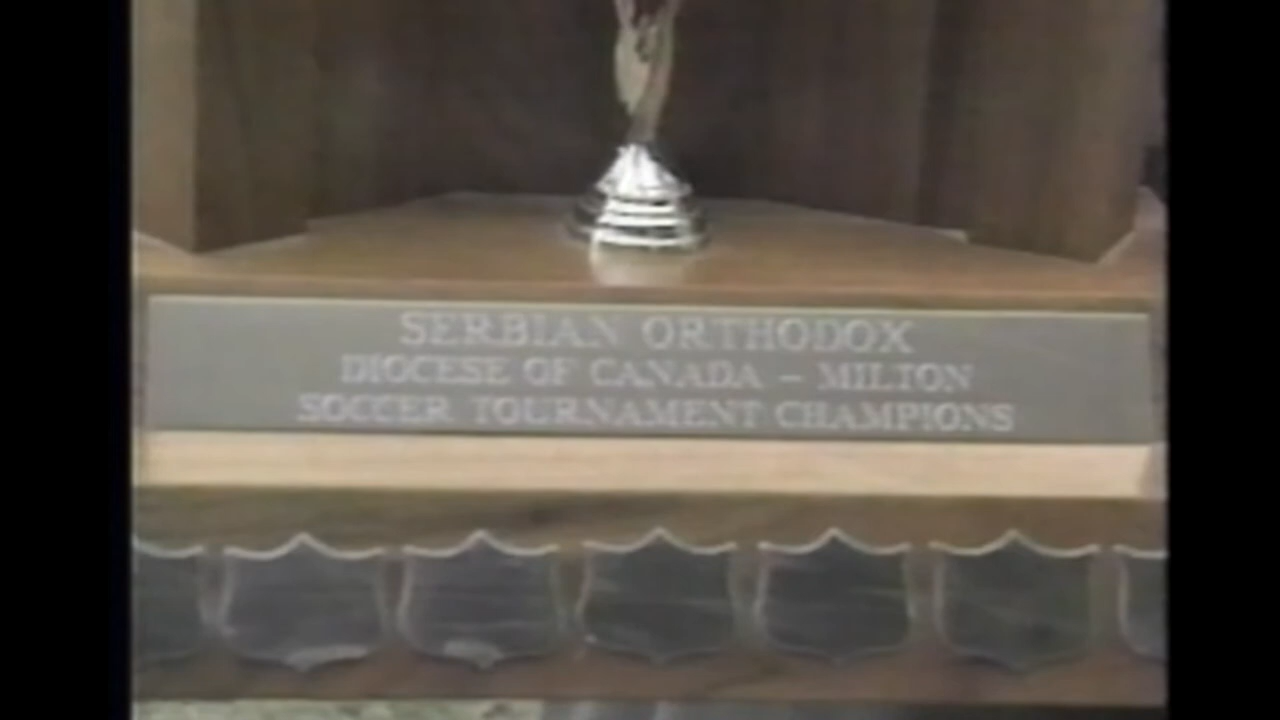 SERBIAN ORTHODOX
DIOCESE OF CANADA - MILTON
SOCCER TOURNAMENT CHAMPIONS